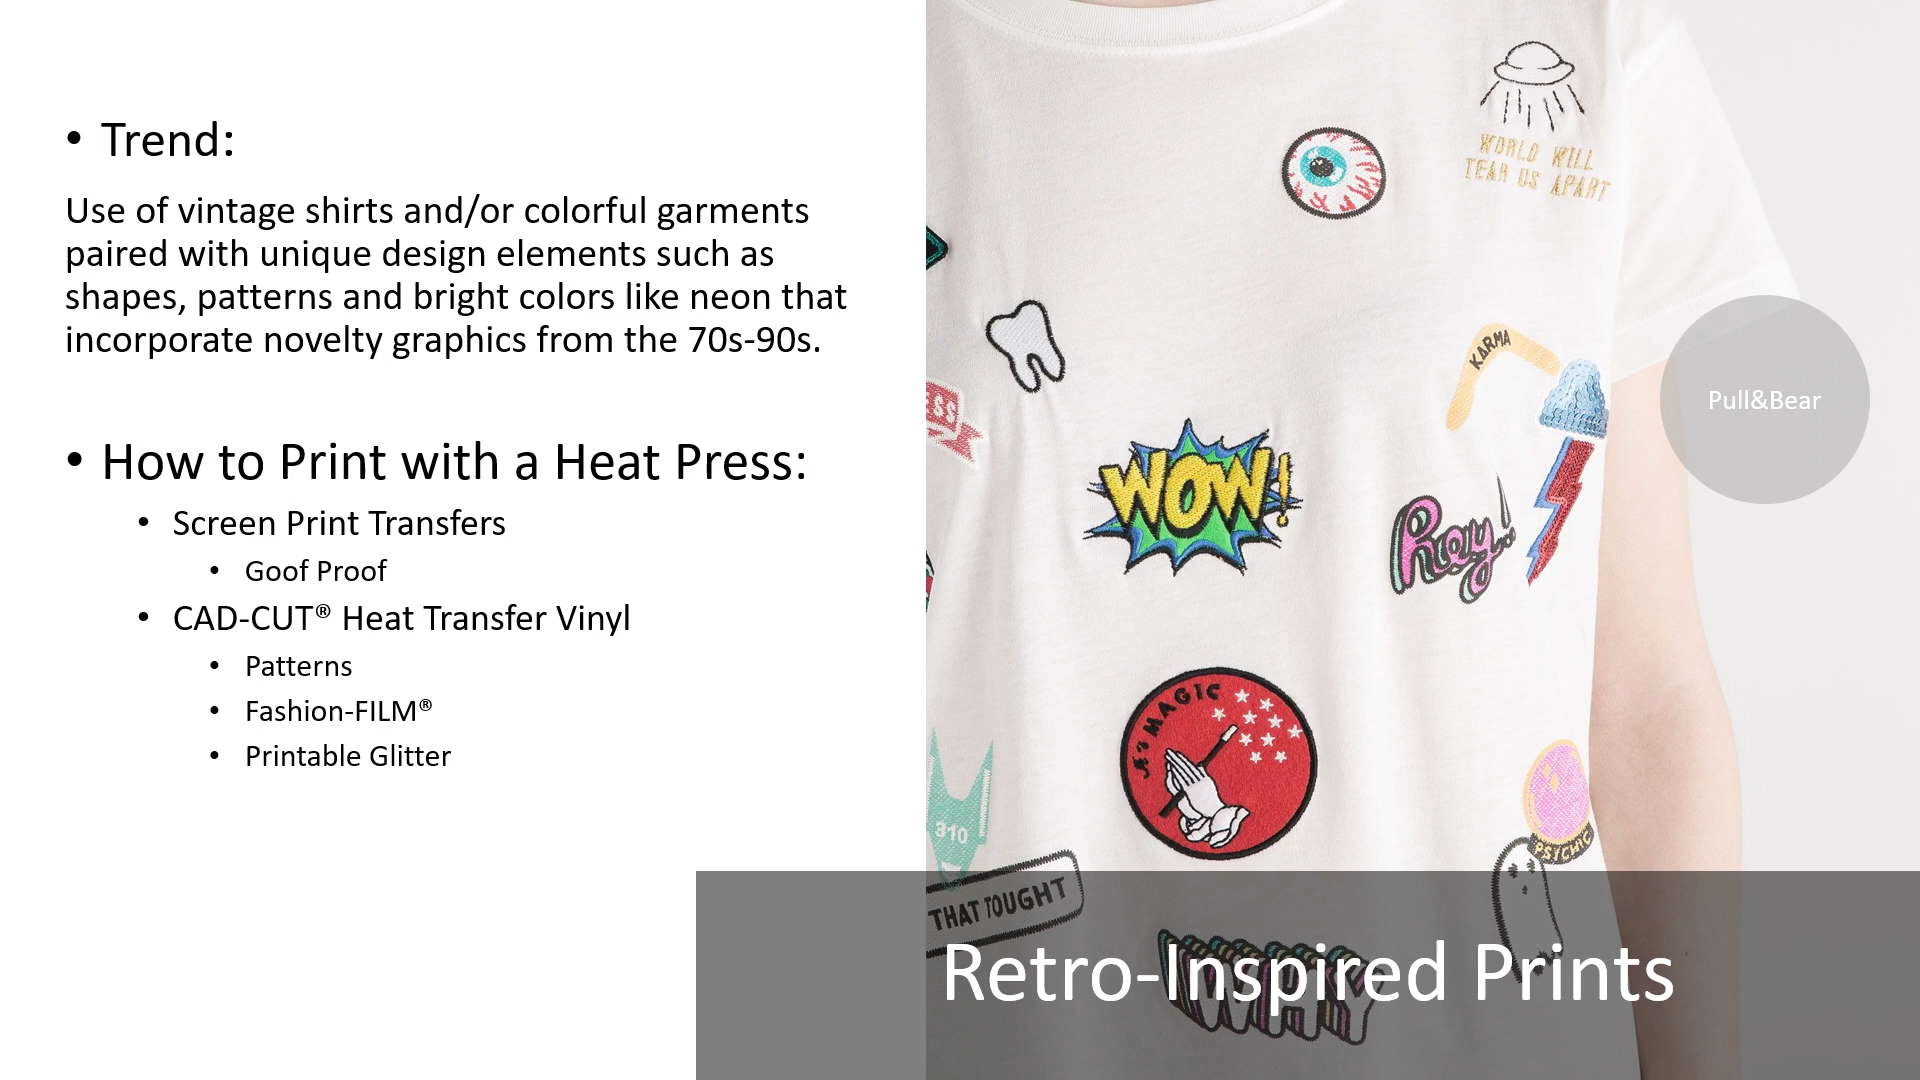 • Trend:
Use of vintage shirts and/or colorful garments
paired with unique design elements such as
shapes, patterns and bright colors like neon that
incorporate novelty graphics from the 70s-90s.
• How to Print with a Heat Press:
• Screen Print Transfers
• Goof Proof
• CAD-CUT® Heat Transfer Vinyl
• Patterns
• Fashion-FILM®
• Printable Glitter
WORLD WILL
TEAR US APART
KARMA
Pull&Bear
WOW!
MAGIC
310
PSICHIC
THAT TOUGHT
WHY
Retro-Inspired Prints